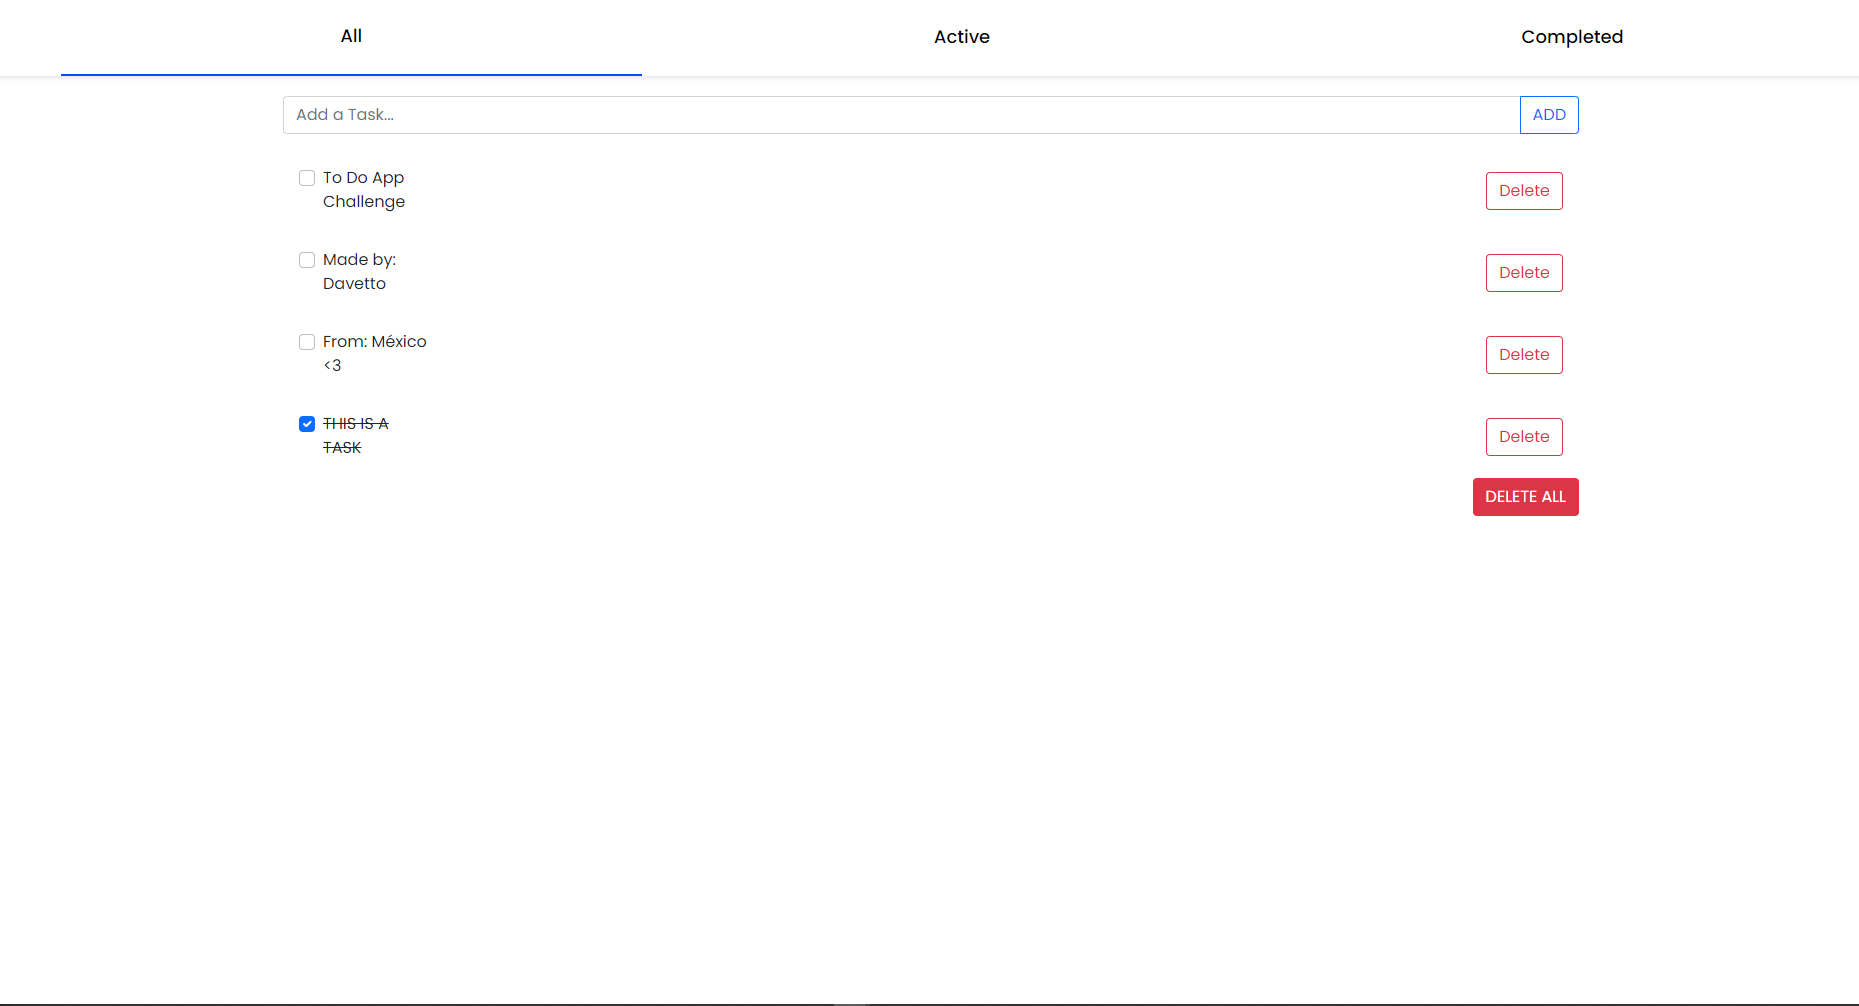 All Active Completed
Add a Task... ADD
To Do App
Challenge
Delete
Made by:
Davetto
Delete
From: México
<3
Delete
THIS IS A
TASK
Delete
DELETE ALL